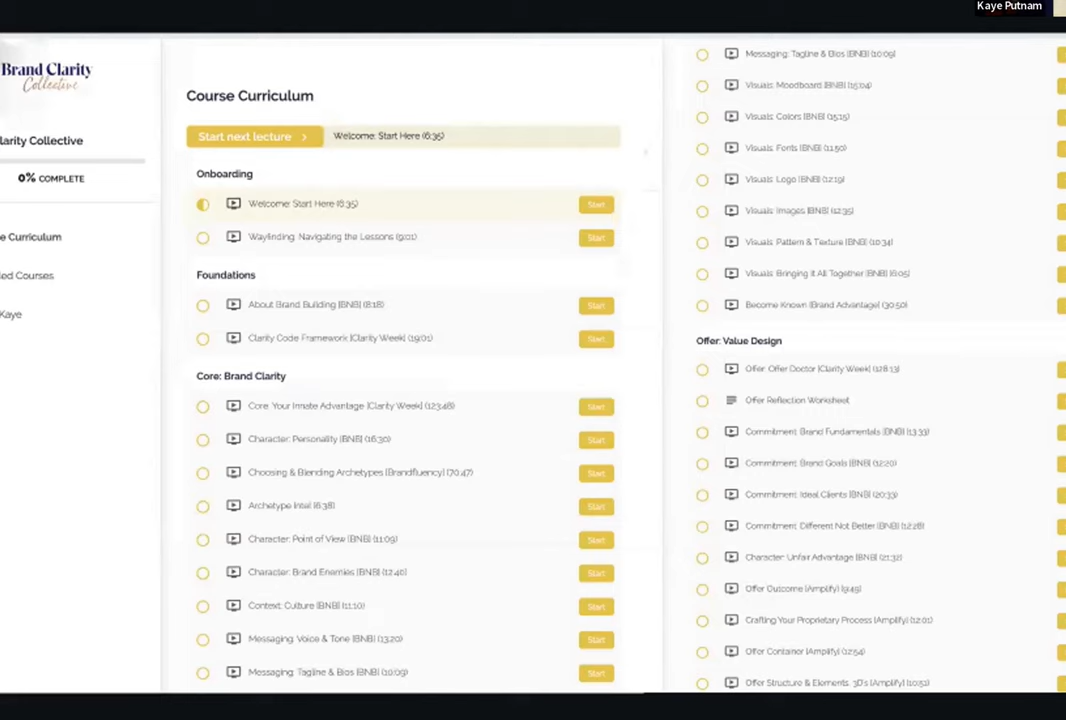 Kaye Putnam
Brand Clarity
Collective
larity Collective
0% COMPLETE
e Curriculum
led Courses
Kaye
Course Curriculum
Start next lecture >
Welcome: Start Here (6:35)
Onboarding
Welcome: Start Here (6:35)
Start
Wayfinding: Navigating the Lessons (9:01)
Start
Foundations
About Brand Building [BNB] (8:18)
Start
Clarity Code Framework [Clarity Week] (19:01)
Start
Core: Brand Clarity
Core: Your Innate Advantage [Clarity Week] (123:48)
Start
Character: Personality [BNB] (16:30)
Start
Choosing & Blending Archetypes [Brandfluency] (70:47)
Start
Archetype Intel (6:38)
Start
Character: Point of View [BNB] (11:09)
Start
Character: Brand Enemies [BNB] (12:40)
Start
Context: Culture [BNB] (11:10)
Start
Messaging: Voice & Tone [BNB] (13:20)
Start
Messaging: Tagline & Bios [BNB] (10:09)
Start
Messaging: Tagline & Bios [BNB] (10:09)
Visuals: Moodboard [BNB] (15:04)
Visuals: Colors [BNB] (15:15)
Visuals: Fonts [BNB] (11:50)
Visuals: Logo [BNB] (12:19)
Visuals: Images [BNB] (12:35)
Visuals: Pattern & Texture [BNB] (10:34)
Visuals: Bringing it All Together [BNB] (6:05)
Become Known [Brand Advantage] (30:50)
Offer: Value Design
Offer: Offer Doctor [Clarity Week] (128:13)
Offer Reflection Worksheet
Commitment: Brand Fundamentals [BNB] (13:33)
Commitment: Brand Goals [BNB] (12:20)
Commitment: Ideal Clients [BNB] (20:33)
Commitment: Different Not Better [BNB] (12:28)
Character: Unfair Advantage [BNB] (21:32)
Offer Outcome [Amplify] (9:49)
Crafting Your Proprietary Process [Amplify] (12:01)
Offer Container [Amplify] (12:54)
Offer Structure & Elements: 3D's [Amplify] (10:51)